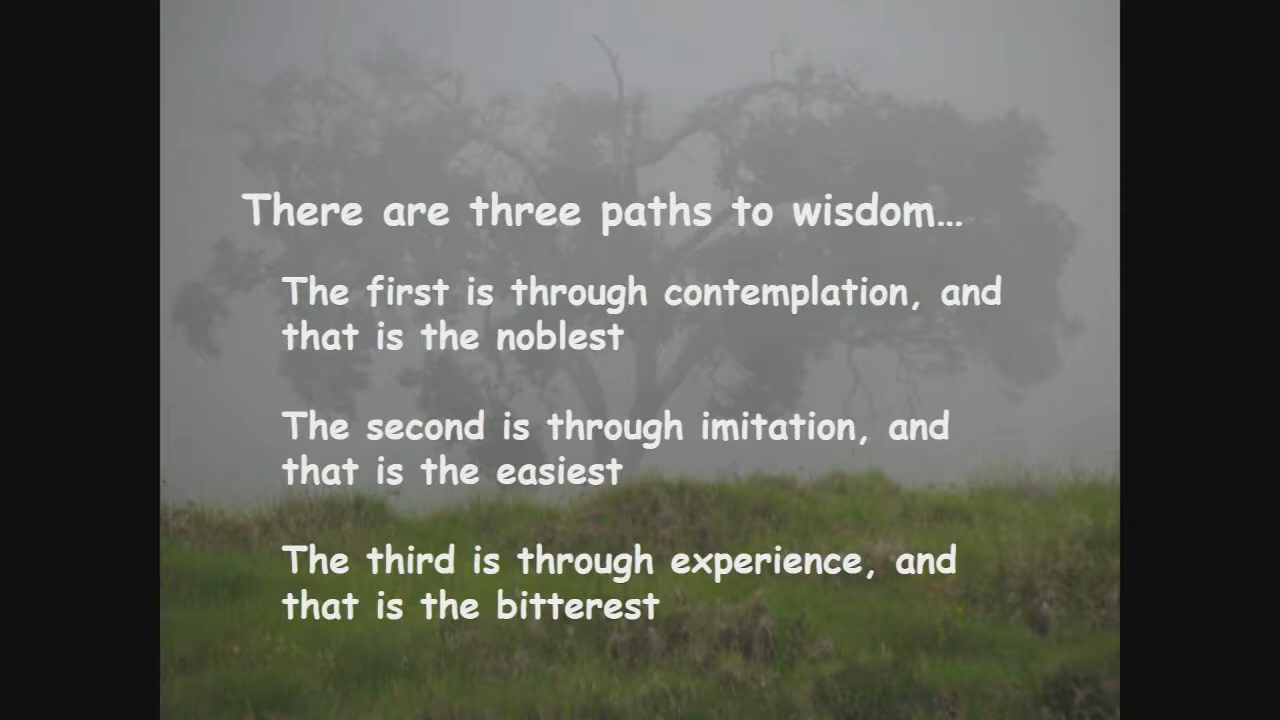 There are three paths to wisdom...
The first is through contemplation, and
that is the noblest
The second is through imitation, and
that is the easiest
The third is through experience, and
that is the bitterest